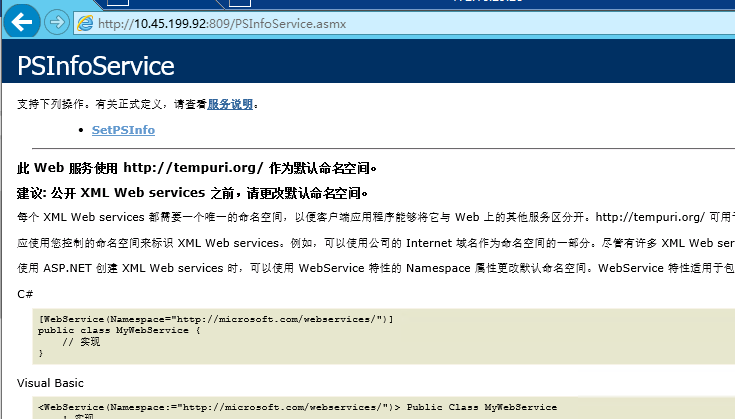 http://10.45.199.92:809/PSInfoService.asmx
PSInfoService
支持下列操作。有关正式定义，请查看服务说明。
• SetPSInfo
此 Web 服务使用 http://tempuri.org/ 作为默认命名空间。
建议: 公开 XML Web services 之前，请更改默认命名空间。
每个 XML Web services 都需要一个唯一的命名空间，以便客户端应用程序能够将它与 Web 上的其他服务区分开。http://tempuri.org/ 可用于
应使用您控制的命名空间来标识 XML Web services。例如，可以使用公司的 Internet 域名作为命名空间的一部分。尽管有许多 XML Web ser
使用 ASP.NET 创建 XML Web services 时，可以使用 WebService 特性的 Namespace 属性更改默认命名空间。WebService 特性适用于包
C#
[WebService(Namespace="http://microsoft.com/webservices/")]
public class MyWebService {
// 实现
}
Visual Basic
<WebService(Namespace:="http://microsoft.com/webservices/")> Public Class MyWebService
' 实现